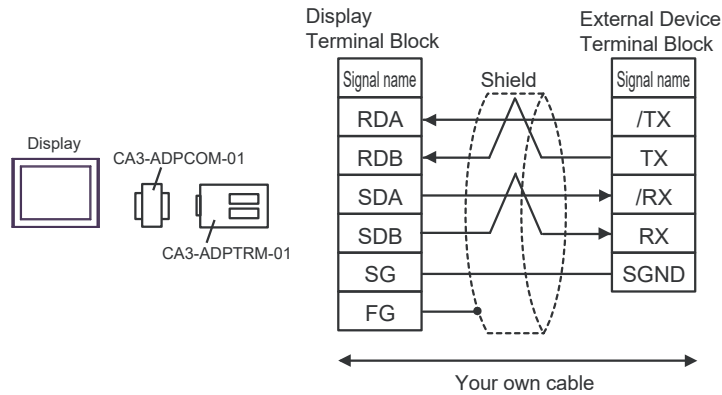 Display
Terminal Block
External Device
Terminal Block
Signal name
Shield
Signal name
RDA
/TX
RDB
TX
SDA
/RX
SDB
RX
SG
SGND
FG
Your own cable
Display
CA3-ADPCOM-01
CA3-ADPTRM-01